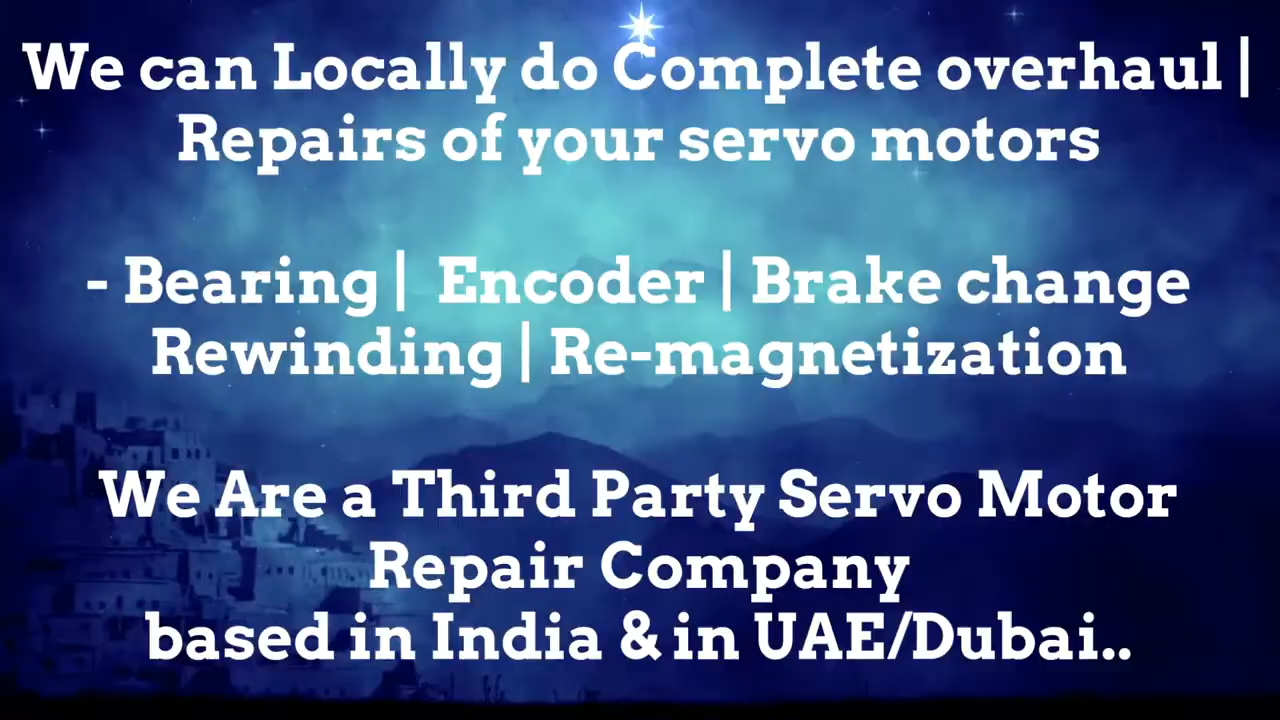 We can Locally do Complete overhaul |
Repairs of your servo motors
- Bearing | Encoder | Brake change
Rewinding | Re-magnetization
We Are a Third Party Servo Motor
Repair Company
based in India & in UAE/Dubai..